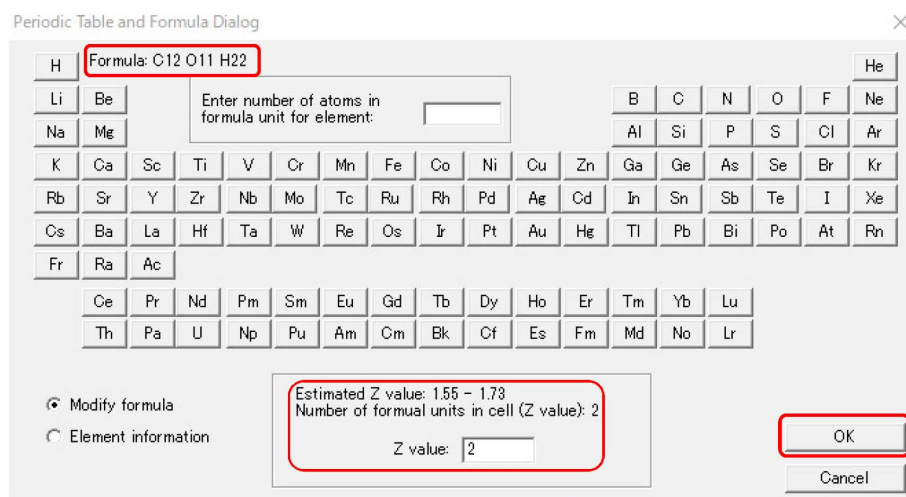 Periodic Table and Formula Dialog
H Formula: C12 O11 H22 He
Li Be Enter number of atoms in B C N O F Ne
formula unit for element:
Na Mg Al Si P S Cl Ar
K Ca Sc Ti V Cr Mn Fe Co Ni Cu Zn Ga Ge As Se Br Kr
Rb Sr Y Zr Nb Mo Tc Ru Rh Pd Ag Cd In Sn Sb Te I Xe
Cs Ba La Hf Ta W Re Os Ir Pt Au Hg Tl Pb Bi Po At Rn
Fr Ra Ac
Ce Pr Nd Pm Sm Eu Gd Tb Dy Ho Er Tm Yb Lu
Th Pa U Np Pu Am Cm Bk Cf Es Fm Md No Lr
Estimated Z value: 1.55 - 1.73
Modify formula
Number of formual units in cell (Z value): 2
Element information
Z value: 2
OK
Cancel